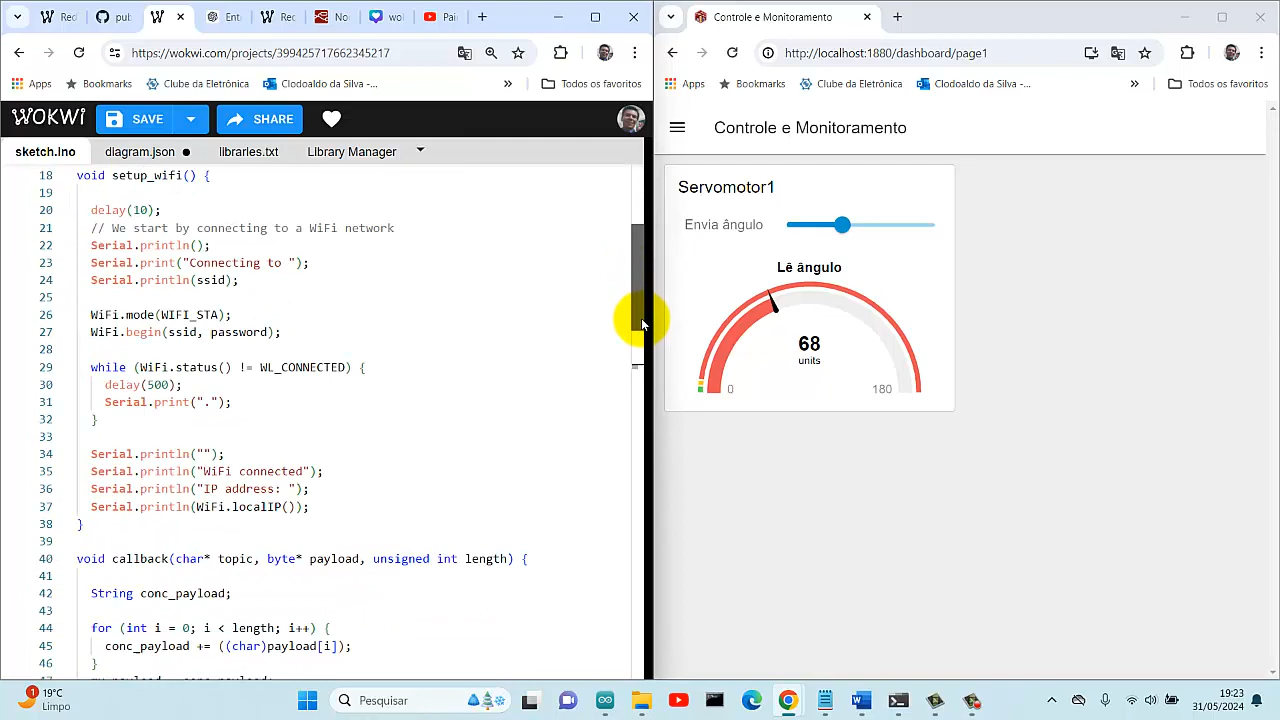 Rec
pub
W
Ent
Rec
No
wo
Pai
https://wokwi.com/projects/399425717662345217
Apps
Bookmarks
Clube da Eletrônica
Clodoaldo da Silva -...
»
Todos os favoritos
WOKWI
SAVE
SHARE
sketch.ino
diagram.json ●
libraries.txt
Library Manager
18 void setup_wifi() {
19
20 delay(10);
21 // We start by connecting to a WiFi network
22 Serial.println();
23 Serial.print("Connecting to ");
24 Serial.println(ssid);
25
26 WiFi.mode(WIFI_STA);
27 WiFi.begin(ssid, password);
28
29 while (WiFi.status() != WL_CONNECTED) {
30 delay(500);
31 Serial.print(".");
32 }
33
34 Serial.println("");
35 Serial.println("WiFi connected");
36 Serial.println("IP address: ");
37 Serial.println(WiFi.localIP());
38 }
39
40 void callback(char* topic, byte* payload, unsigned int length) {
41
42 String conc_payload;
43
44 for (int i = 0; i < length; i++) {
45 conc_payload += ((char)payload[i]);
46 }
Controle e Monitoramento
http://localhost:1880/dashboard/page1
Apps
Bookmarks
Clube da Eletrônica
Clodoaldo da Silva -...
»
Todos os favoritos
Controle e Monitoramento
Servomotor1
Envia ângulo
Lê ângulo
68
units
0
180
1
19°C
Limpo
Pesquisar
19:23
31/05/2024